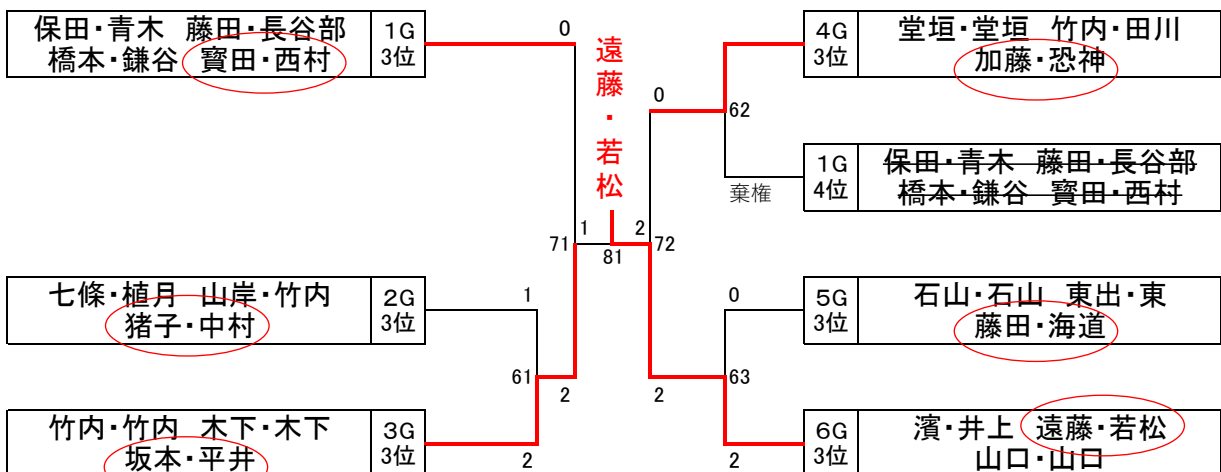 保田・青木 藤田・長谷部
橋本・鎌谷 寳田・西村
1G
3位
0
七條・植月 山岸・竹内
猪子・中村
2G
3位
1
61
2
竹内・竹内 木下・木下
坂本・平井
3G
3位
2
71
1
遠藤・若松
81
2
72
0
62
棄権
4G
3位
堂垣・堂垣 竹内・田川
加藤・恐神
1G
4位
保田・青木 藤田・長谷部
橋本・鎌谷 寳田・西村
0
5G
3位
石山・石山 東出・東
藤田・海道
63
2
2
6G
3位
濱・井上 遠藤・若松
山口・山口